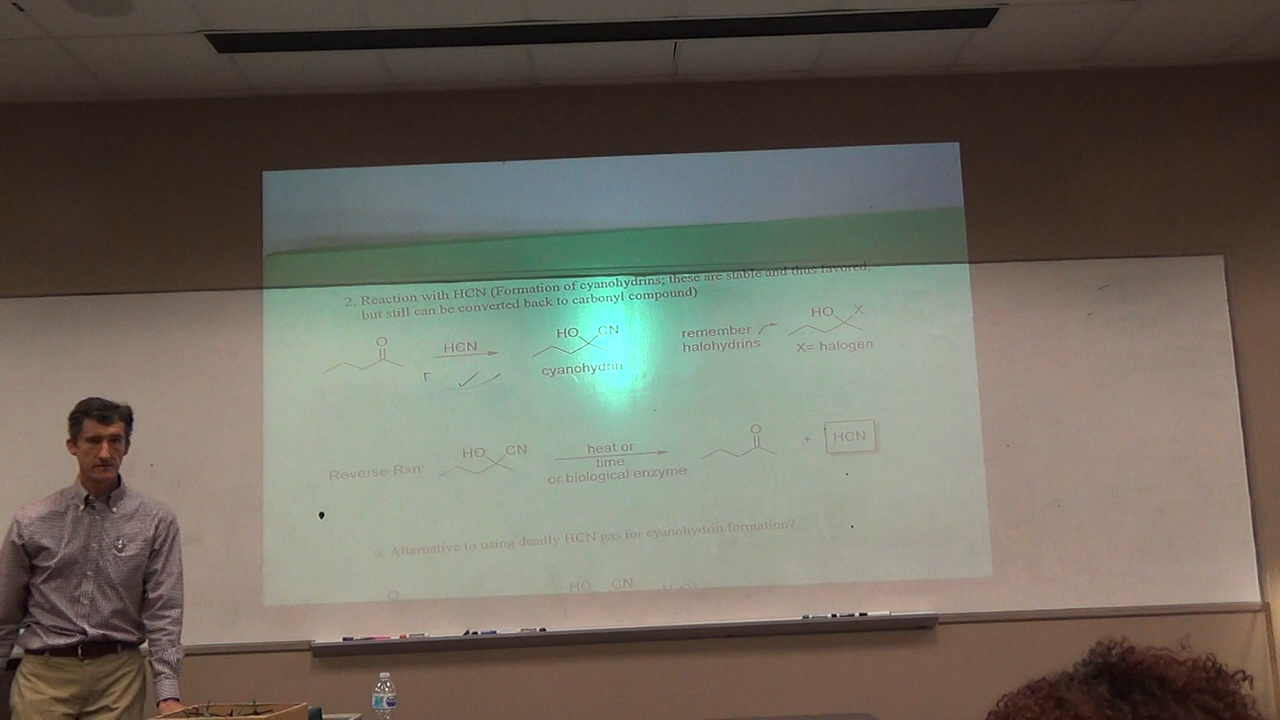 2. Reaction with HCN (Formation of cyanohydrins; these are stable and thus favored,
but still can be converted back to carbonyl compound)
O
HCN
HO CN
cyanohydrin
remember
halohydrins
HO X
X= halogen
Reverse Rxn:
HO CN
heat or
time
or biological enzyme
O
+
HCN
a. Alternative to using deadly HCN gas for cyanohydrin formation?
O
HO CN